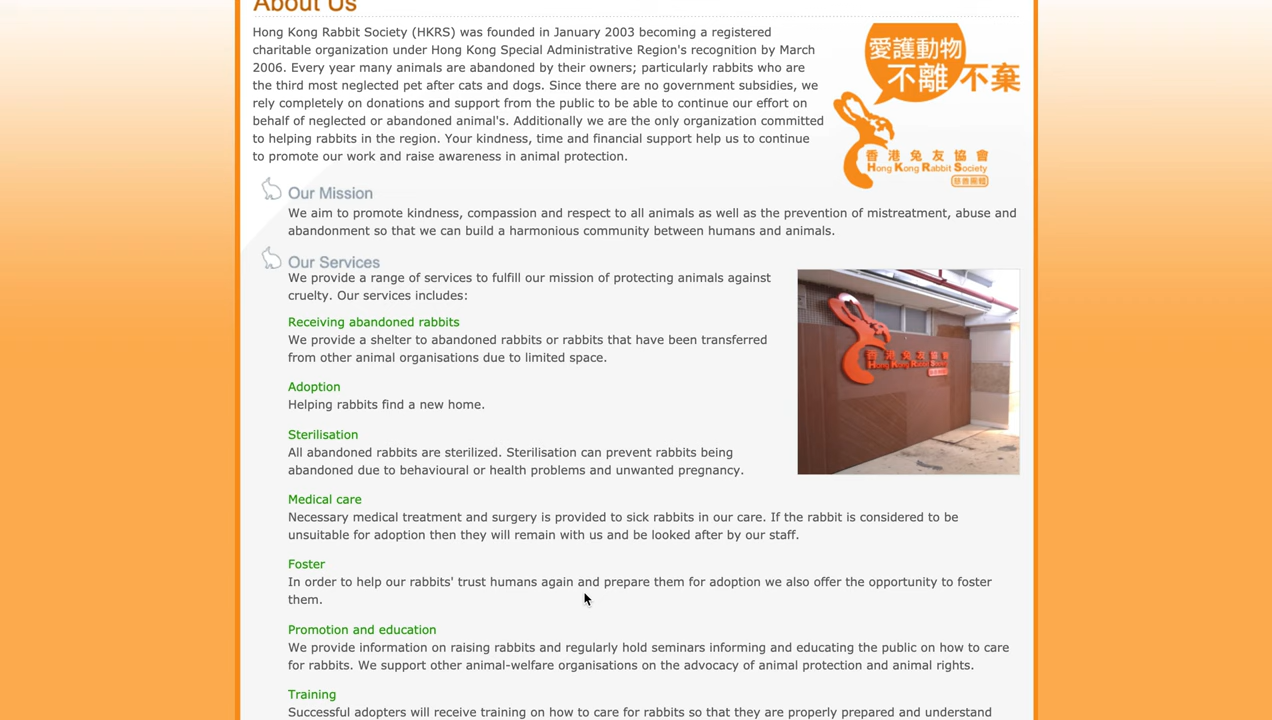 About Us
Hong Kong Rabbit Society (HKRS) was founded in January 2003 becoming a registered
charitable organization under Hong Kong Special Administrative Region's recognition by March
2006. Every year many animals are abandoned by their owners; particularly rabbits who are
the third most neglected pet after cats and dogs. Since there are no government subsidies, we
rely completely on donations and support from the public to be able to continue our effort on
behalf of neglected or abandoned animal's. Additionally we are the only organization committed
to helping rabbits in the region. Your kindness, time and financial support help us to continue
to promote our work and raise awareness in animal protection.
愛護動物
不離不棄
香港兔友協會
Hong Kong Rabbit Society
慈善團體
Our Mission
We aim to promote kindness, compassion and respect to all animals as well as the prevention of mistreatment, abuse and
abandonment so that we can build a harmonious community between humans and animals.
Our Services
We provide a range of services to fulfill our mission of protecting animals against
cruelty. Our services includes:
Receiving abandoned rabbits
We provide a shelter to abandoned rabbits or rabbits that have been transferred
from other animal organisations due to limited space.
Adoption
Helping rabbits find a new home.
Sterilisation
All abandoned rabbits are sterilized. Sterilisation can prevent rabbits being
abandoned due to behavioural or health problems and unwanted pregnancy.
香港兔友協會
Hong Kong Rabbit Society
Medical care
Necessary medical treatment and surgery is provided to sick rabbits in our care. If the rabbit is considered to be
unsuitable for adoption then they will remain with us and be looked after by our staff.
Foster
In order to help our rabbits' trust humans again and prepare them for adoption we also offer the opportunity to foster
them.
Promotion and education
We provide information on raising rabbits and regularly hold seminars informing and educating the public on how to care
for rabbits. We support other animal-welfare organisations on the advocacy of animal protection and animal rights.
Training
Successful adopters will receive training on how to care for rabbits so that they are properly prepared and understand